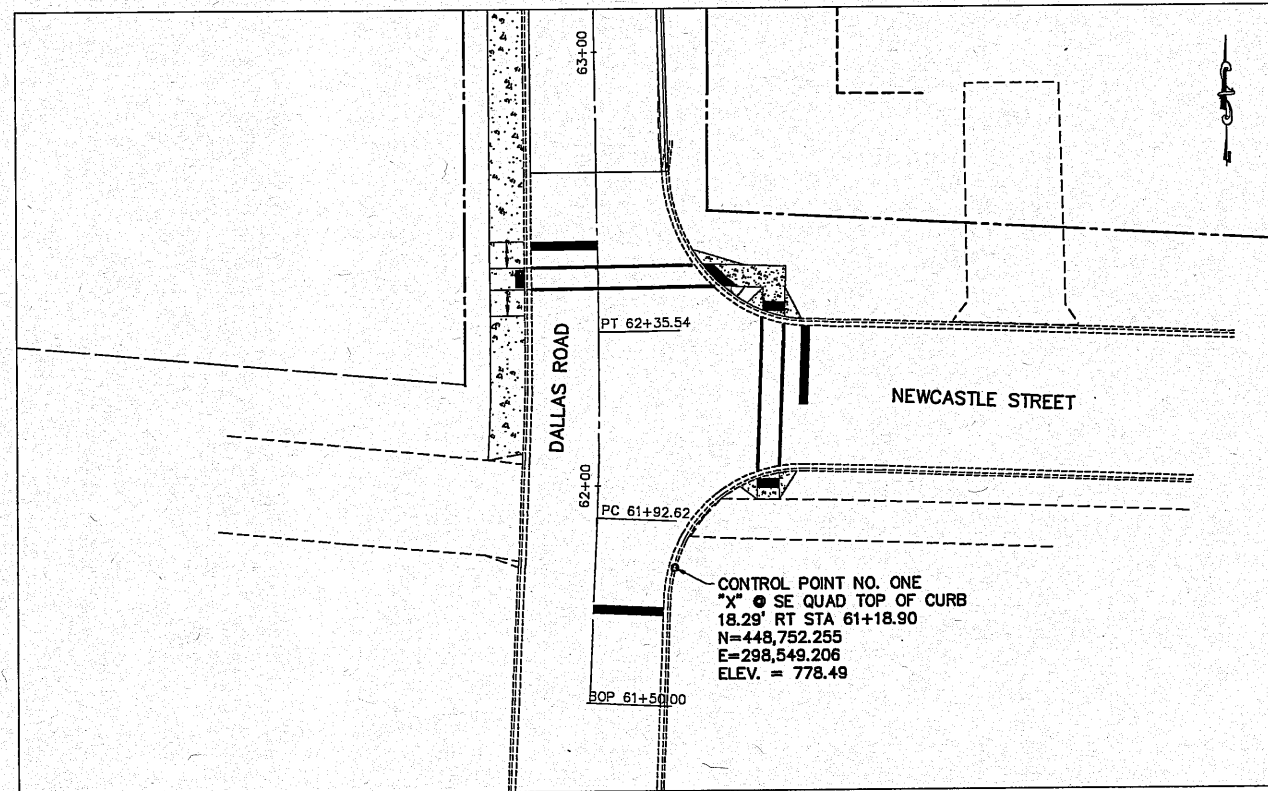 63+00
DALLAS ROAD
PT 62+35.54
NEWCASTLE STREET
62+00
PC 61+92.62
CONTROL POINT NO. ONE
"X" @ SE QUAD TOP OF CURB
18.29' RT STA 61+18.90
N=448,752.255
E=298,549.206
ELEV. = 778.49
BOP 61+50.00